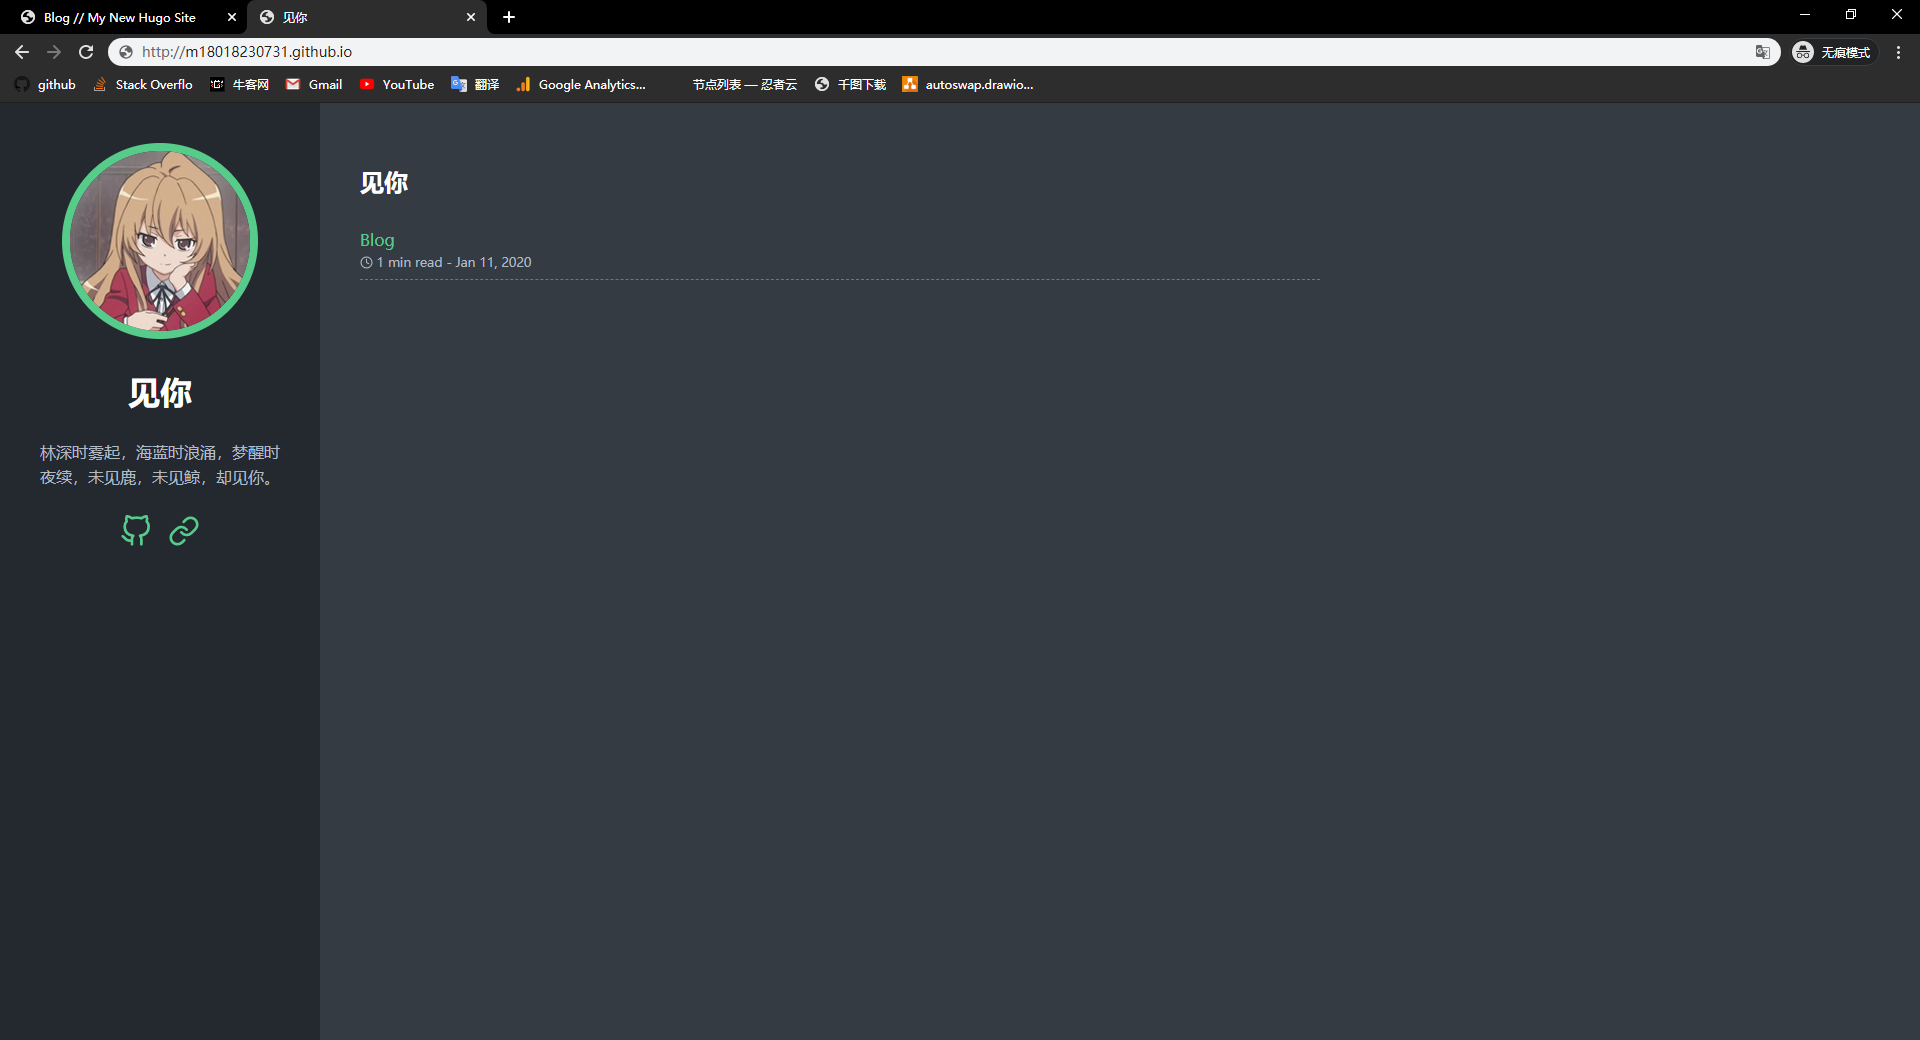 Blog // My New Hugo Site
见你
http://m18018230731.github.io
无痕模式
github
Stack Overflo
牛客网
Gmail
YouTube
翻译
Google Analytics...
节点列表 — 忍者云
千图下载
autoswap.drawio...
见你
林深时雾起，海蓝时浪涌，梦醒时
夜续，未见鹿，未见鲸，却见你。
见你
Blog
1 min read - Jan 11, 2020